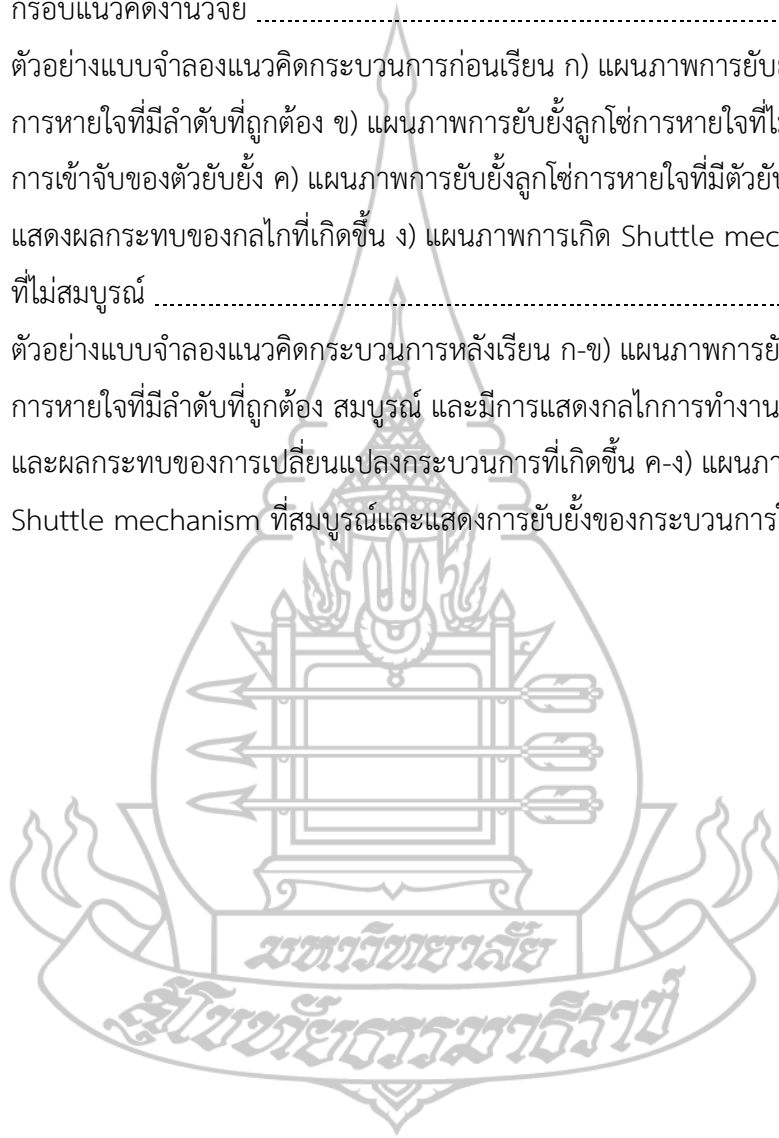 กรอบแนวคิดงานวิจัย
ตัวอย่างแบบจำลองแนวคิดกระบวนการก่อนเรียน ก) แผนภาพการยับยั้
การหายใจที่มีลำดับที่ถูกต้อง ข) แผนภาพการยับยั้งลูกโซ่การหายใจที่ไม่
การเข้าจับของตัวยับยั้ง ค) แผนภาพการยับยั้งลูกโซ่การหายใจที่มีตัวยับ
แสดงผลกระทบของกลไกที่เกิดขึ้น ง) แผนภาพการเกิด Shuttle mec
ที่ไม่สมบูรณ์
ตัวอย่างแบบจำลองแนวคิดกระบวนการหลังเรียน ก-ข) แผนภาพการยั
การหายใจที่มีลำดับที่ถูกต้อง สมบูรณ์ และมีการแสดงกลไกการทำงาน
และผลกระทบของการเปลี่ยนแปลงกระบวนการที่เกิดขึ้น ค-ง) แผนภา
Shuttle mechanism ที่สมบูรณ์และแสดงการยับยั้งของกระบวนการ
มหาวิทยาลัย
สุโขทัยธรรมาธิราช